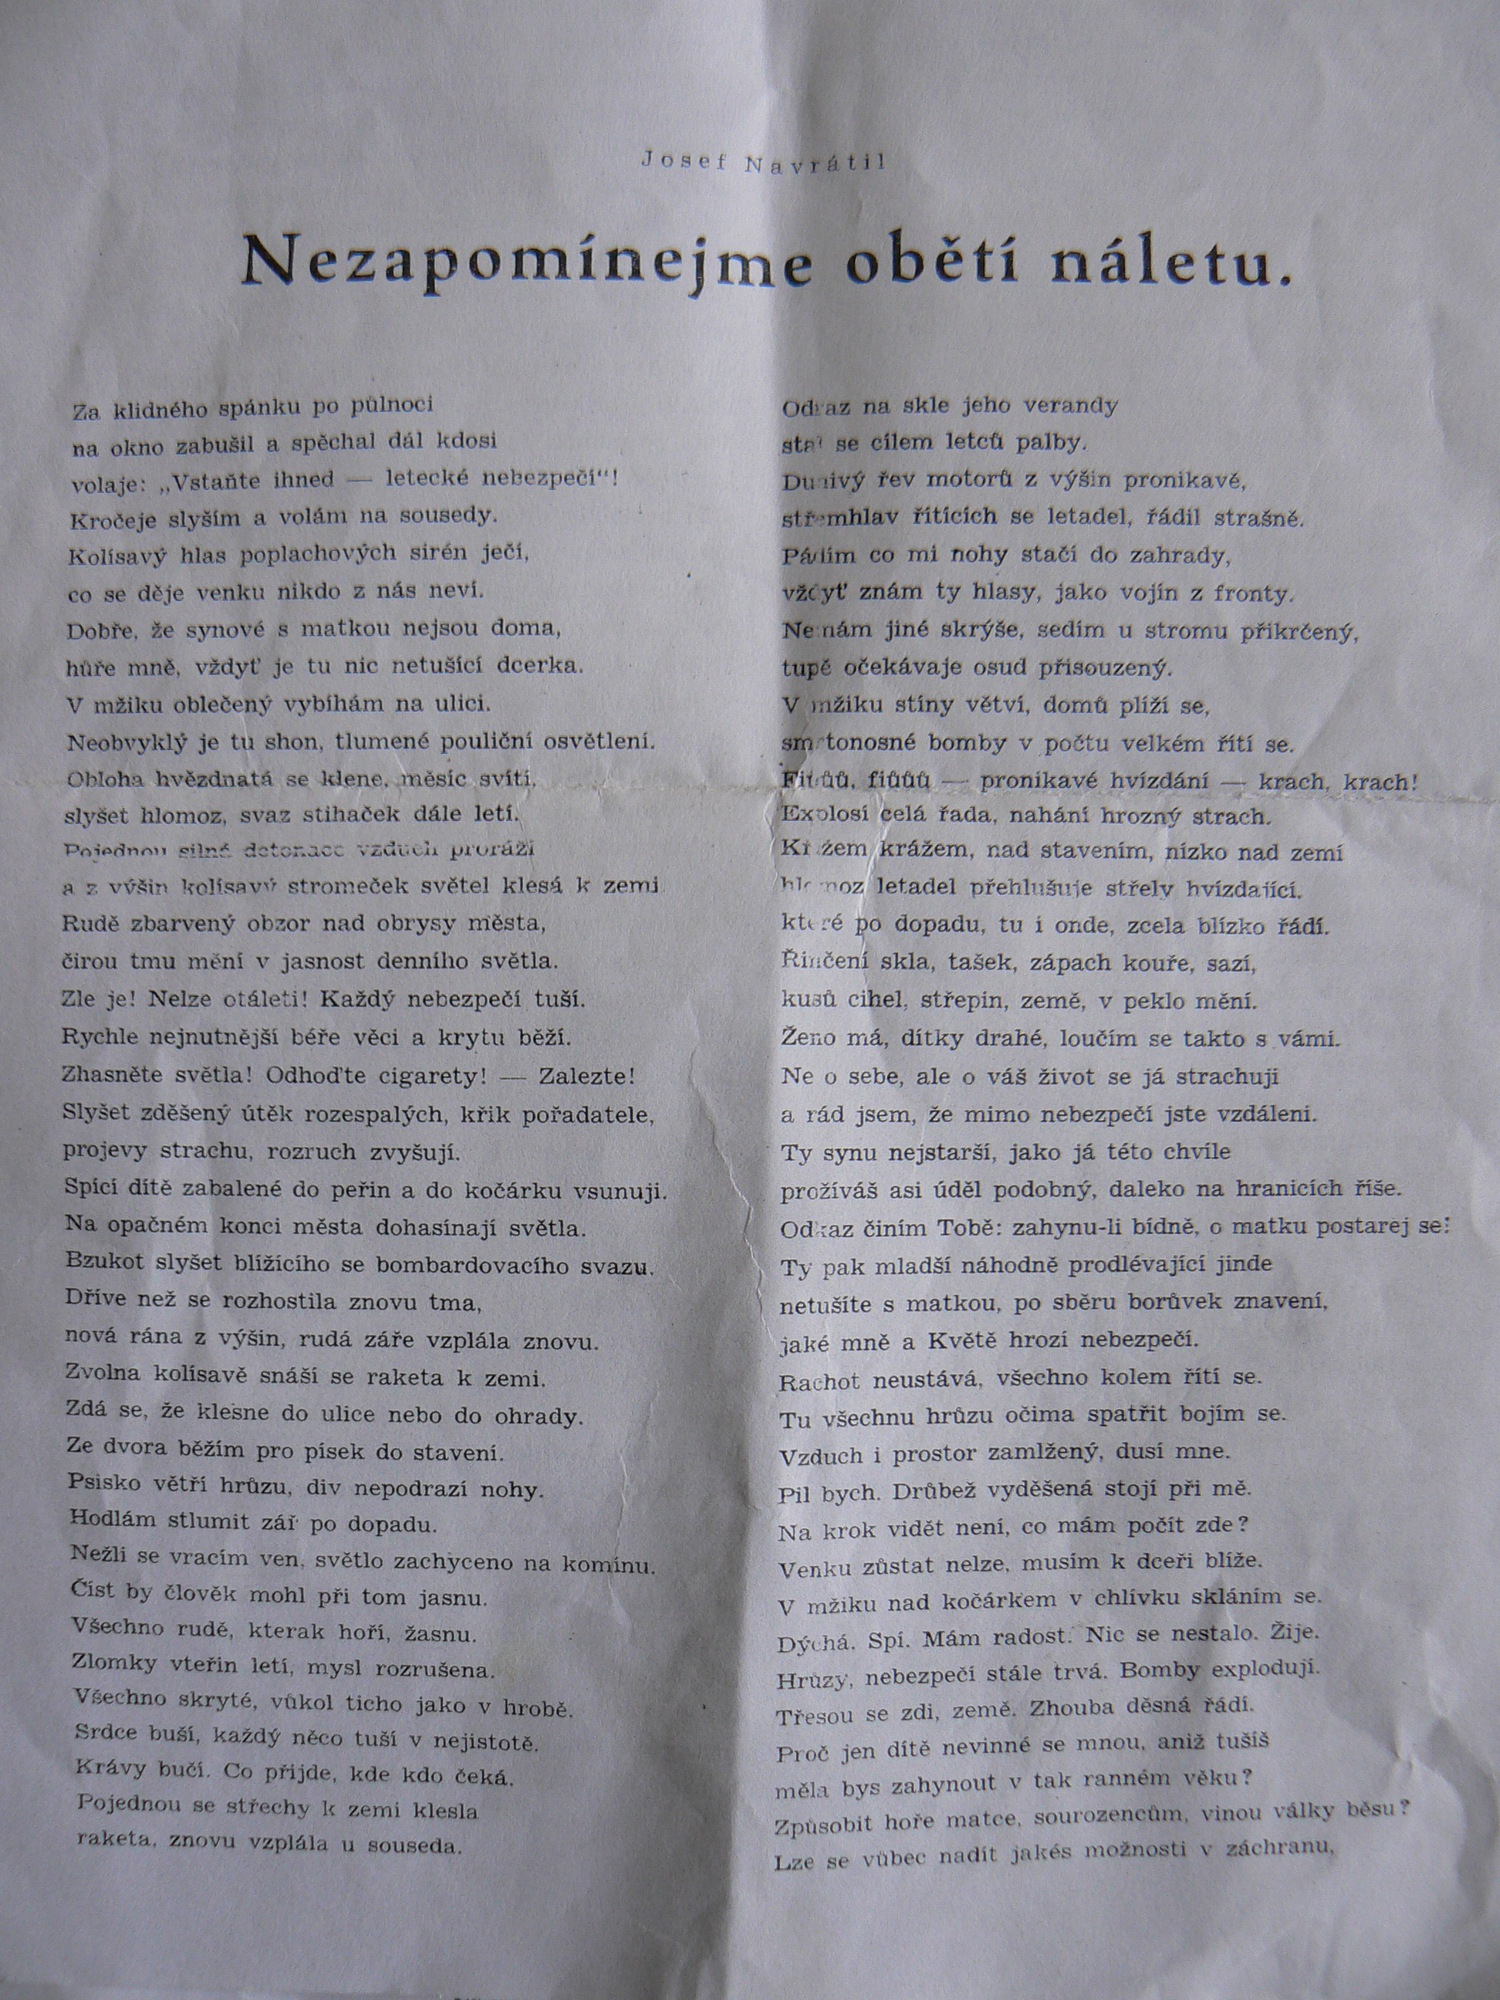 Josef Navrátil
Nezapomínejme obětí náletu.
Za klidného spánku po půlnoci
na okno zabušil a spěchal dál kdosi
volaje: „Vstaňte ihned — letecké nebezpečí“!
Kročeje slyším a volám na sousedy.
Kolísavý hlas poplachových sirén ječí,
co se děje venku nikdo z nás neví.
Dobře, že synové s matkou nejsou doma,
hůře mně, vždyť je tu nic netušící dcerka.
V mžiku oblečený vybíhám na ulici.
Neobvyklý je tu shon, tlumené pouliční osvětlení.
Obloha hvězdnatá se klene, měsíc svítí,
slyšet hlomoz, svaz stihaček dále letí.
Pojednou silné detonace vzduch proráží
a z výšin kolísavý stromeček světel klesá k zemi
Rudě zbarvený obzor nad obrysy města,
čirou tmu mění v jasnost denního světla.
Zle je! Nelze otáleti! Každý nebezpečí tuší.
Rychle nejnutnější béře věci a krytu běží.
Zhasněte světla! Odhoďte cigarety! — Zalezte!
Slyšet zděšený útěk rozespalých, křik pořadatele,
projevy strachu, rozruch zvyšují.
Spící dítě zabalené do peřin a do kočárku vsunuji.
Na opačném konci města dohasínají světla.
Bzukot slyšet blížícího se bombardovacího svazu.
Dříve než se rozhostila znovu tma,
nová rána z výšin, rudá záře vzplála znovu.
Zvolna kolísavě snáší se raketa k zemi.
Zdá se, že klesne do ulice nebo do ohrady.
Ze dvora běžím pro písek do stavení.
Psisko větří hrůzu, div nepodrazí nohy.
Hodlám stlumit zář po dopadu.
Nežli se vracím ven, světlo zachyceno na komínu.
Číst by člověk mohl při tom jasnu.
Všechno rudě, kterak hoří, žasnu.
Zlomky vteřin letí, mysl rozrušena.
Všechno skryté, vůkol ticho jako v hrobě.
Srdce buší, každý něco tuší v nejistotě.
Krávy bučí. Co přijde, kde kdo čeká.
Pojednou se střechy k zemi klesla
raketa, znovu vzplála u souseda.
Odraz na skle jeho verandy
stal se cílem letců palby.
Dunivý řev motorů z výšin pronikavé,
střemhlav řítících se letadel, řádil strašně.
Pádím co mi nohy stačí do zahrady,
vždyť znám ty hlasy, jako vojín z fronty.
Nemám jiné skrýše, sedím u stromu přikrčený,
tupě očekávaje osud přisouzený.
V mžiku stíny větví, domů plíží se,
smrtonosné bomby v počtu velkém řítí se.
Fiůůů, fiůůů — pronikavé hvízdání — krach, krach!
Explosí celá řada, nahání hrozný strach.
Křížem krážem, nad stavením, nízko nad zemí
hlomoz letadel přehlušuje střely hvízdající.
které po dopadu, tu i onde, zcela blízko řádí.
Řinčení skla, tašek, zápach kouře, sazí,
kusů cihel, střepin, země, v peklo mění.
Ženo má, dítky drahé, loučím se takto s vámi.
Ne o sebe, ale o váš život se já strachuji
a rád jsem, že mimo nebezpečí jste vzdáleni.
Ty synu nejstarší, jako já této chvíle
prožíváš asi úděl podobný, daleko na hranicích říše.
Odkaz činím Tobě: zahynu-li bídně, o matku postarej se!
Ty pak mladší náhodně prodlévající jinde
netušíte s matkou, po sběru borůvek znavení,
jaké mně a Květě hrozí nebezpečí.
Rachot neustává, všechno kolem řítí se.
Tu všechnu hrůzu očima spatřit bojím se.
Vzduch i prostor zamlžený, dusí mne.
Pil bych. Drůbež vyděšená stojí při mě.
Na krok vidět není, co mám počít zde?
Venku zůstat nelze, musím k dceři blíže.
V mžiku nad kočárkem v chlívku skláním se.
Dýchá. Spí. Mám radost. Nic se nestalo. Žije.
Hrůzy, nebezpečí stále trvá. Bomby explodují.
Třesou se zdi, země. Zhouba děsná řádí.
Proč jen dítě nevinné se mnou, aniž tušíš
měla bys zahynout v tak ranném věku?
Způsobit hoře matce, sourozencům, vinou války běsu?
Lze se vůbec nadít jakés možnosti v záchranu,